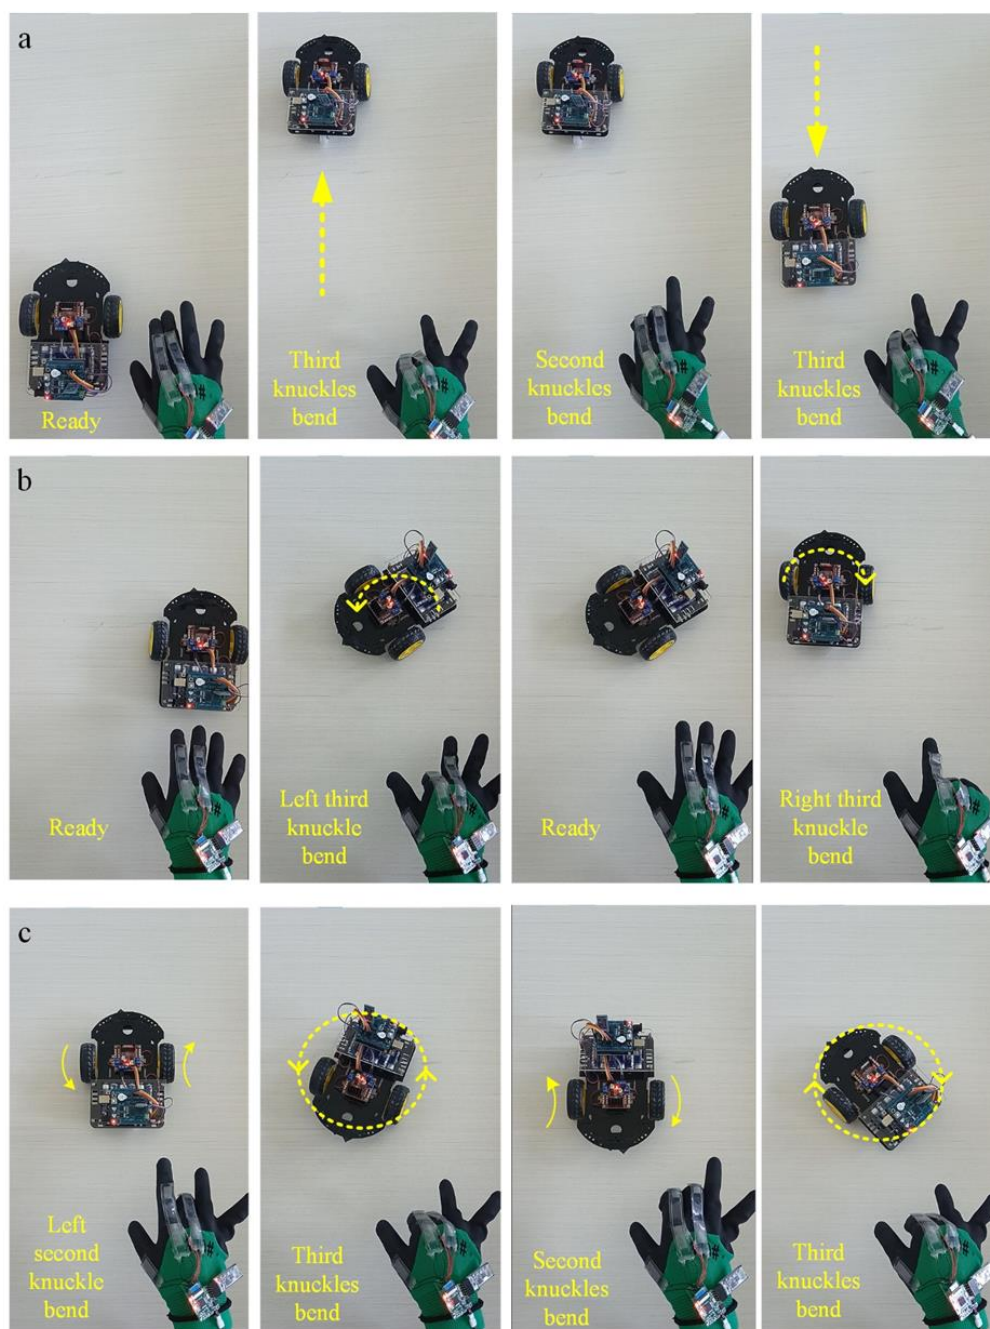 a
Ready
Third
knuckles
bend
Second
knuckles
bend
Third
knuckles
bend
b
Ready
Left third
knuckle
bend
Ready
Right third
knuckle
bend
c
Left
second
knuckle
bend
Third
knuckles
bend
Second
knuckles
bend
Third
knuckles
bend